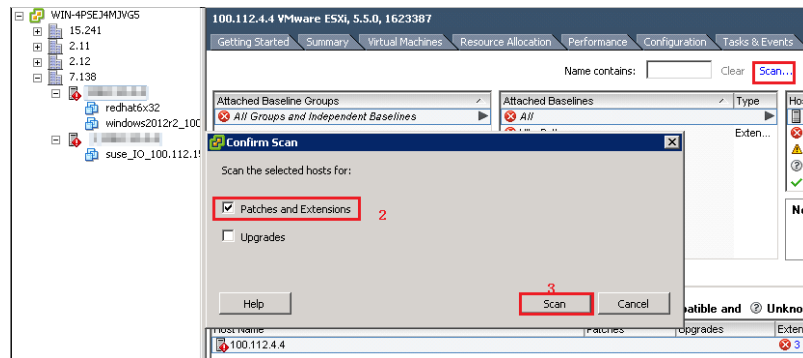 WIN-4PSEJ4MJVG5
15.241
2.11
2.12
7.138
redhat6x32
windows2012r2_100
suse_IO_100.112.1
100.112.4.4 VMware ESXi, 5.5.0, 1623387
Getting Started Summary Virtual Machines Resource Allocation Performance Configuration Tasks & Events
Name contains: Clear Scan...
Attached Baseline Groups Attached Baselines Type Ho
All Groups and Independent Baselines All
Exten...
Confirm Scan
Scan the selected hosts for:
Patches and Extensions 2
Upgrades
3
Help Scan Cancel
N
patible and Unkno
Host Name Patches Upgrades Exten
100.112.4.4 3